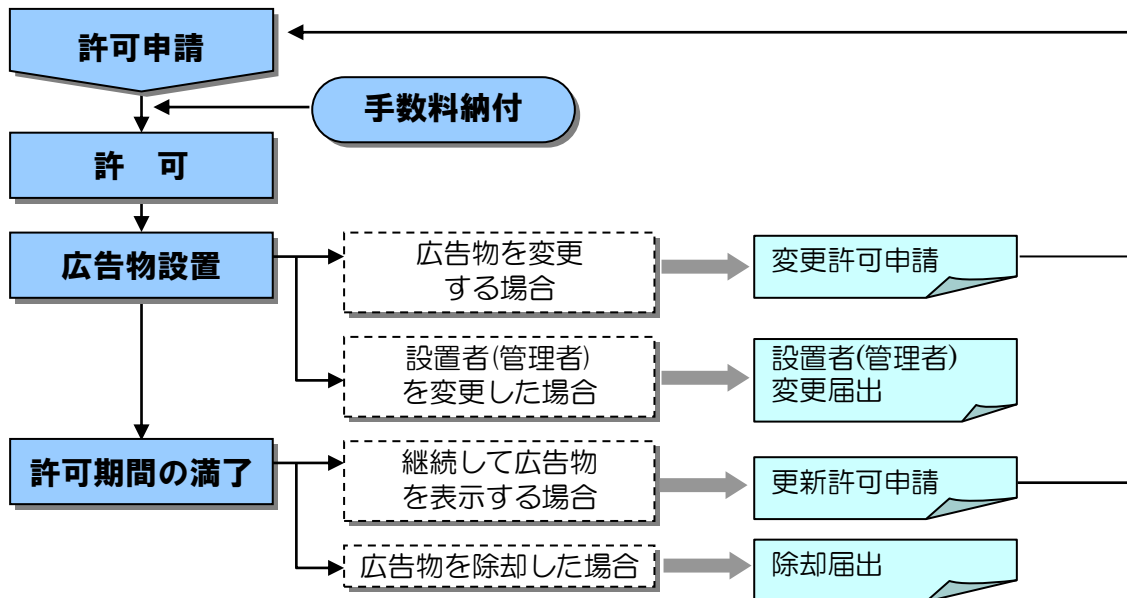 許可申請
手数料納付
許　可
広告物設置
広告物を変更
する場合
変更許可申請
設置者(管理者)
を変更した場合
設置者(管理者)
変更届出
許可期間の満了
継続して広告物
を表示する場合
更新許可申請
広告物を除却した場合
除却届出